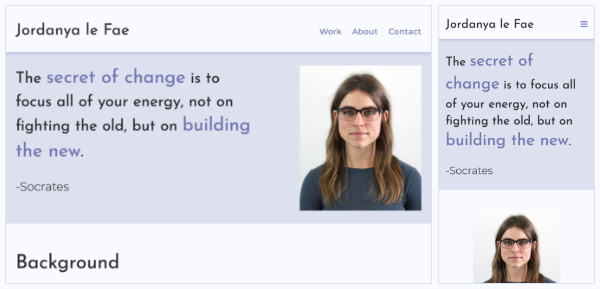 Jordanya le Fae
Work About Contact
The secret of change is to
focus all of your energy, not on
fighting the old, but on building
the new.
-Socrates
Background
Jordanya le Fae
The secret of
change is to focus all
of your energy, not on
fighting the old, but on
building the new.
-Socrates